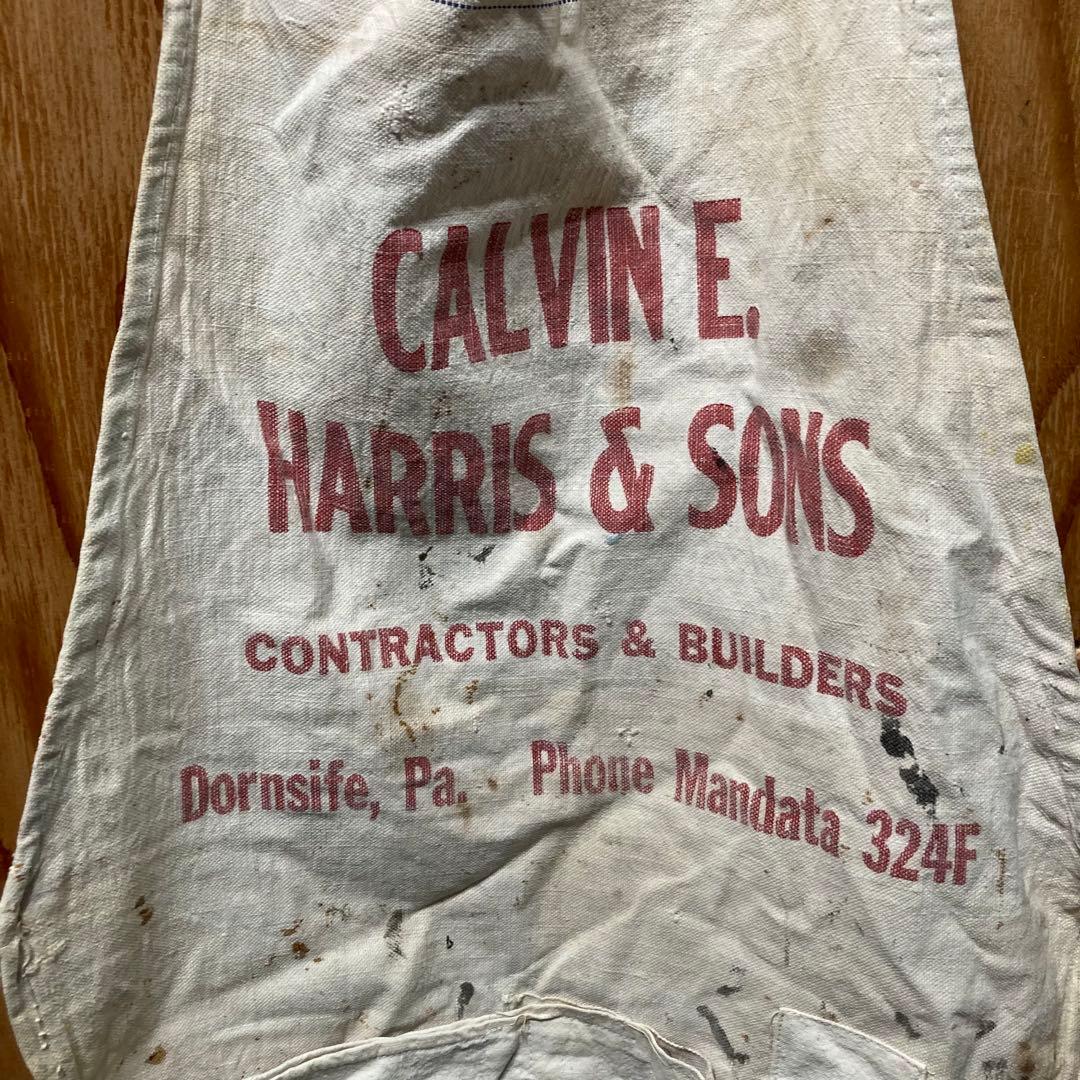 CALVIN E.
HARRIS & SONS
CONTRACTORS & BUILDERS
Dornsife, Pa. Phone Mandata 324F